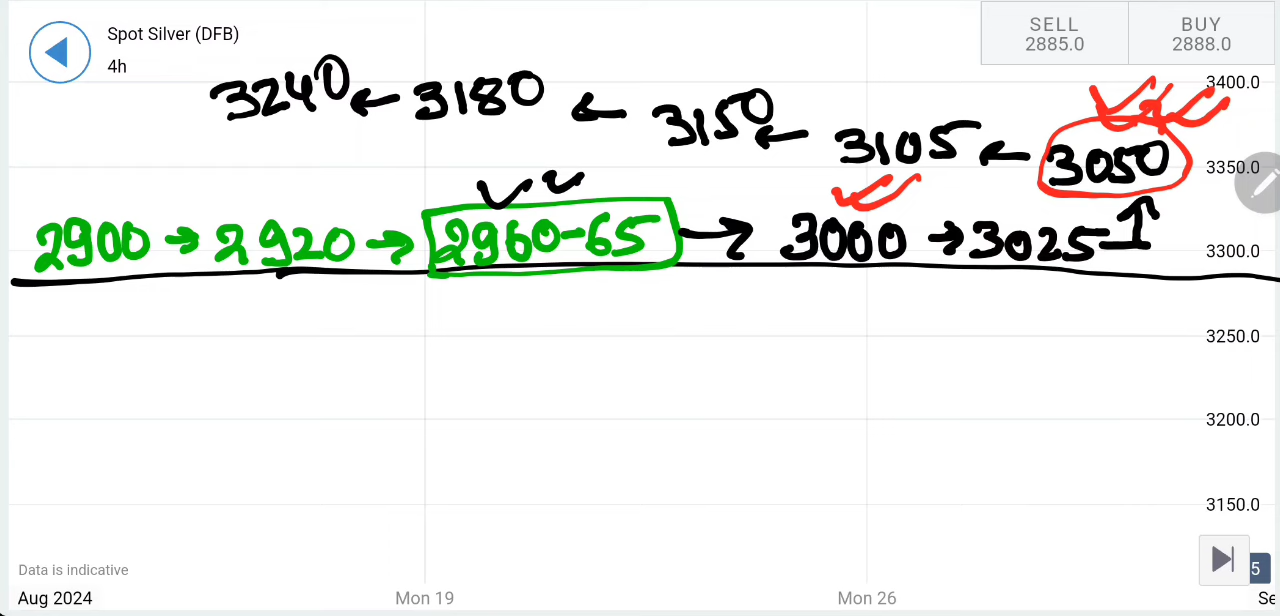 Spot Silver (DFB)
4h
SELL
2885.0
BUY
2888.0
3400.0
3240 ← 3180 ← 3150 ← 3105 ← 3050
3350.0
2900 → 2920 → 2960-65 → 3000 → 3025 ↑
3300.0
3250.0
3200.0
3150.0
Data is indicative
5
Aug 2024 Mon 19 Mon 26 Se